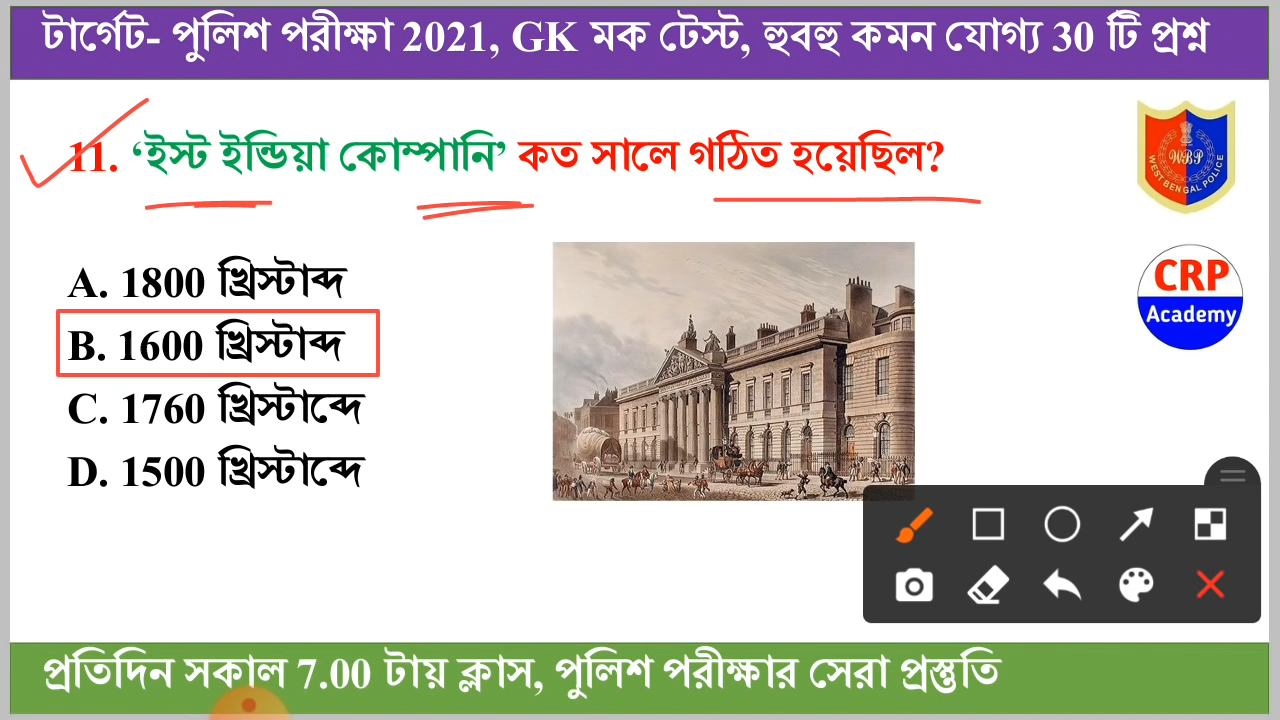 টার্গেট- পুলিশ পরীক্ষা 2021, GK মক টেস্ট, হুবহু কমন যোগ্য 30 টি প্রশ্ন
11. ‘ইস্ট ইন্ডিয়া কোম্পানি’ কত সালে গঠিত হয়েছিল?
A. 1800 খ্রিস্টাব্দ
B. 1600 খ্রিস্টাব্দ
C. 1760 খ্রিস্টাব্দে
D. 1500 খ্রিস্টাব্দে
WBP
WEST BENGAL POLICE
CRP
Academy
প্রতিদিন সকাল 7.00 টায় ক্লাস, পুলিশ পরীক্ষার সেরা প্রস্তুতি